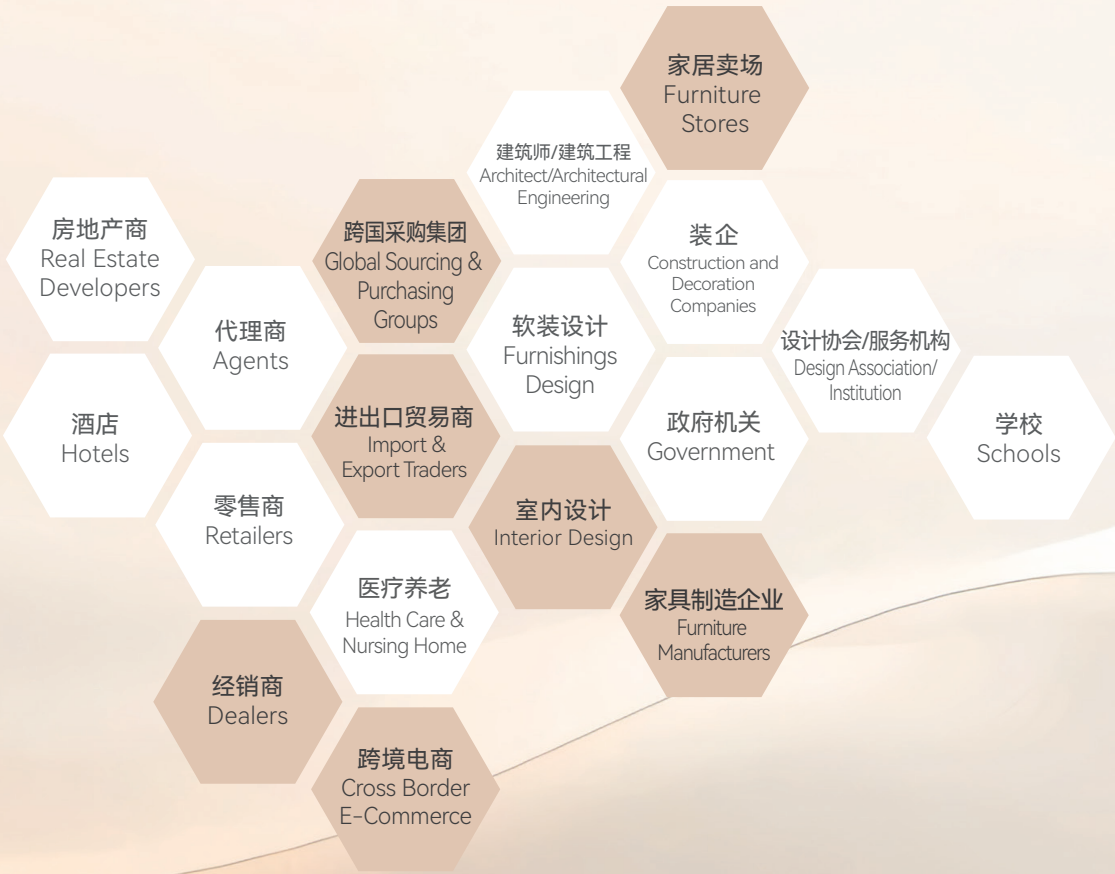 家居卖场
Furniture
Stores
建筑师/建筑工程
Architect/Architectural
Engineering
房地产商
Real Estate
Developers
跨国采购集团
Global Sourcing &
Purchasing
Groups
装企
Construction and
Decoration
Companies
代理商
Agents
软装设计
Furnishings
Design
设计协会/服务机构
Design Association/
Institution
酒店
Hotels
进出口贸易商
Import &
Export Traders
政府机关
Government
学校
Schools
零售商
Retailers
室内设计
Interior Design
医疗养老
Health Care &
Nursing Home
家具制造企业
Furniture
Manufacturers
经销商
Dealers
跨境电商
Cross Border
E-Commerce